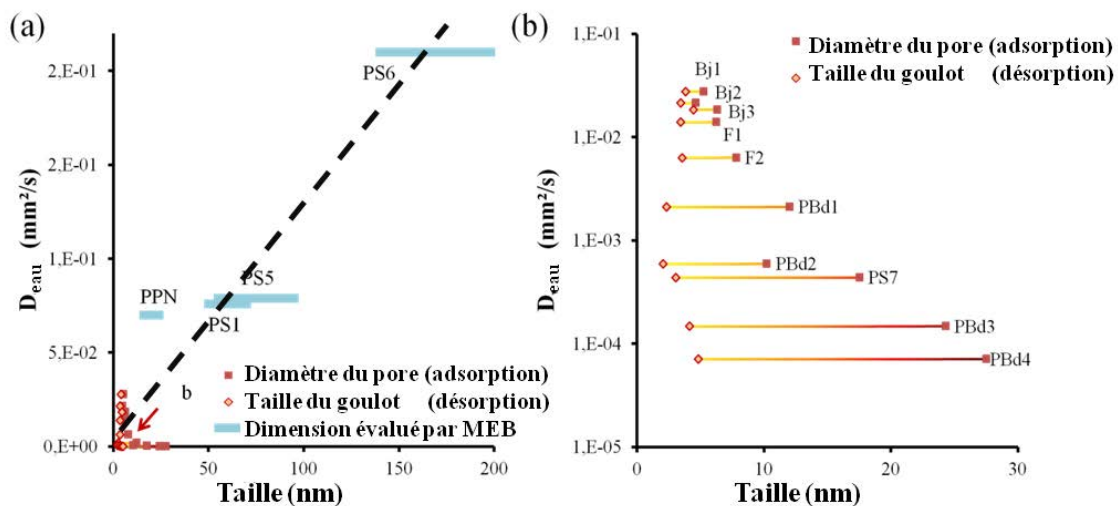 (a)
D_eau (mm²/s)
2,E-01
2,E-01
1,E-01
5,E-02
0,E+00
PS6
PS5
PPN
PS1
b
Diamètre du pore (adsorption)
Taille du goulot (désorption)
Dimension évalué par MEB
0 50 100 150 200
Taille (nm)
(b)
D_eau (mm²/s)
1,E-01
1,E-02
1,E-03
1,E-04
1,E-05
Diamètre du pore (adsorption)
Taille du goulot (désorption)
Bj1
Bj2
Bj3
F1
F2
PBd1
PBd2
PS7
PBd3
PBd4
0 10 20 30
Taille (nm)